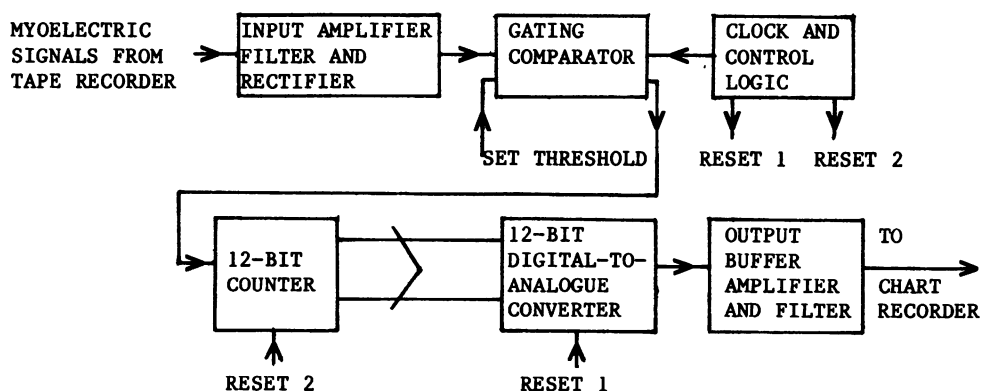 MYOELECTRIC
SIGNALS FROM
TAPE RECORDER
INPUT AMPLIFIER
FILTER AND
RECTIFIER
GATING
COMPARATOR
CLOCK AND
CONTROL
LOGIC
SET THRESHOLD
RESET 1
RESET 2
12-BIT
COUNTER
12-BIT
DIGITAL-TO-
ANALOGUE
CONVERTER
OUTPUT
BUFFER
AMPLIFIER
AND FILTER
TO
CHART
RECORDER
RESET 2
RESET 1